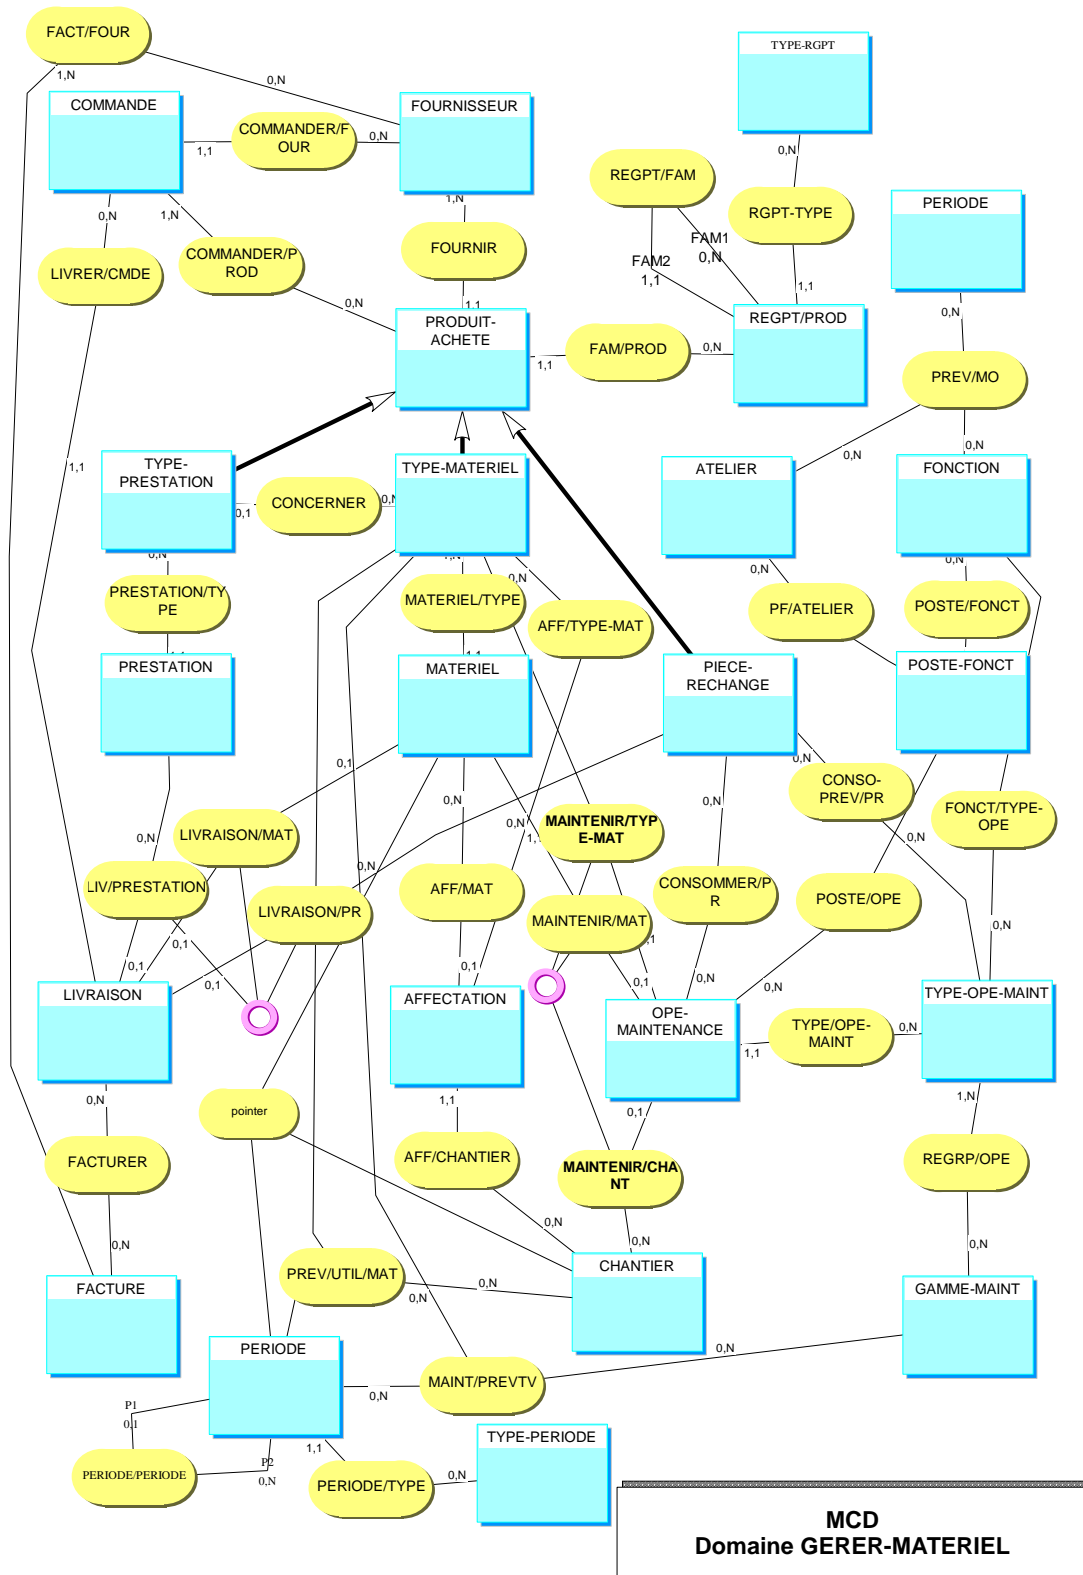 FACT/FOUR
1,N
0,N
TYPE-RGPT
COMMANDE
FOURNISSEUR
COMMANDER/F
OUR
1,1
0,N
0,N
REGPT/FAM
RGPT-TYPE
PERIODE
0,N
1,N
1,N
LIVRER/CMDE
COMMANDER/P
ROD
FOURNIR
FAM1
0,N
FAM2
1,1
1,1
0,N
1,1
0,N
PRODUIT-
ACHETE
REGPT/PROD
FAM/PROD
1,1
0,N
PREV/MO
0,N
0,N
1,1
TYPE-
PRESTATION
TYPE-MATERIEL
ATELIER
FONCTION
CONCERNER
0,1
0,N
0,N
1,N
0,N
0,N
0,N
PRESTATION/TY
PE
MATERIEL/TYPE
AFF/TYPE-MAT
PF/ATELIER
POSTE/FONCT
1,1
1,1
PRESTATION
MATERIEL
PIECE-
RECHANGE
POSTE-FONCT
0,1
0,N
CONSO-
PREV/PR
0,N
0,N
0,N
LIVRAISON/MAT
MAINTENIR/TYP
E-MAT
0,N
1,
0,N
FONCT/TYPE-
OPE
0,N
LIV/PRESTATION
LIVRAISON/PR
AFF/MAT
CONSOMMER/P
R
POSTE/OPE
MAINTENIR/MAT
0,N
0,1
0,1
0,1
0,1
0,1
0,1
0,N
0,N
LIVRAISON
AFFECTATION
OPE-
MAINTENANCE
TYPE-OPE-MAINT
TYPE/OPE-
MAINT
1,1
0,N
0,N
1,1
0,1
1,N
pointer
FACTURER
AFF/CHANTIER
MAINTENIR/CHA
NT
REGRP/OPE
0,N
0,N
0,N
0,N
FACTURE
PREV/UTIL/MAT
0,N
CHANTIER
GAMME-MAINT
0,N
PERIODE
0,N
MAINT/PREVTV
0,N
P1
0,1
PERIODE/PERIODE
P2
0,N
1,1
PERIODE/TYPE
0,N
TYPE-PERIODE
MCD
Domaine GERER-MATERIEL